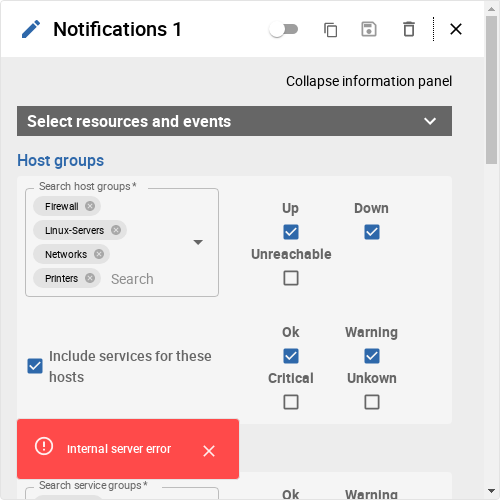 Notifications 1
Collapse information panel
Select resources and events
Host groups
Search host groups *
Firewall
Linux-Servers
Networks
Printers
Search
Up
Down
Unreachable
Include services for these
hosts
Ok
Warning
Critical
Unkown
Internal server error
Search service groups *
Ok
Warning